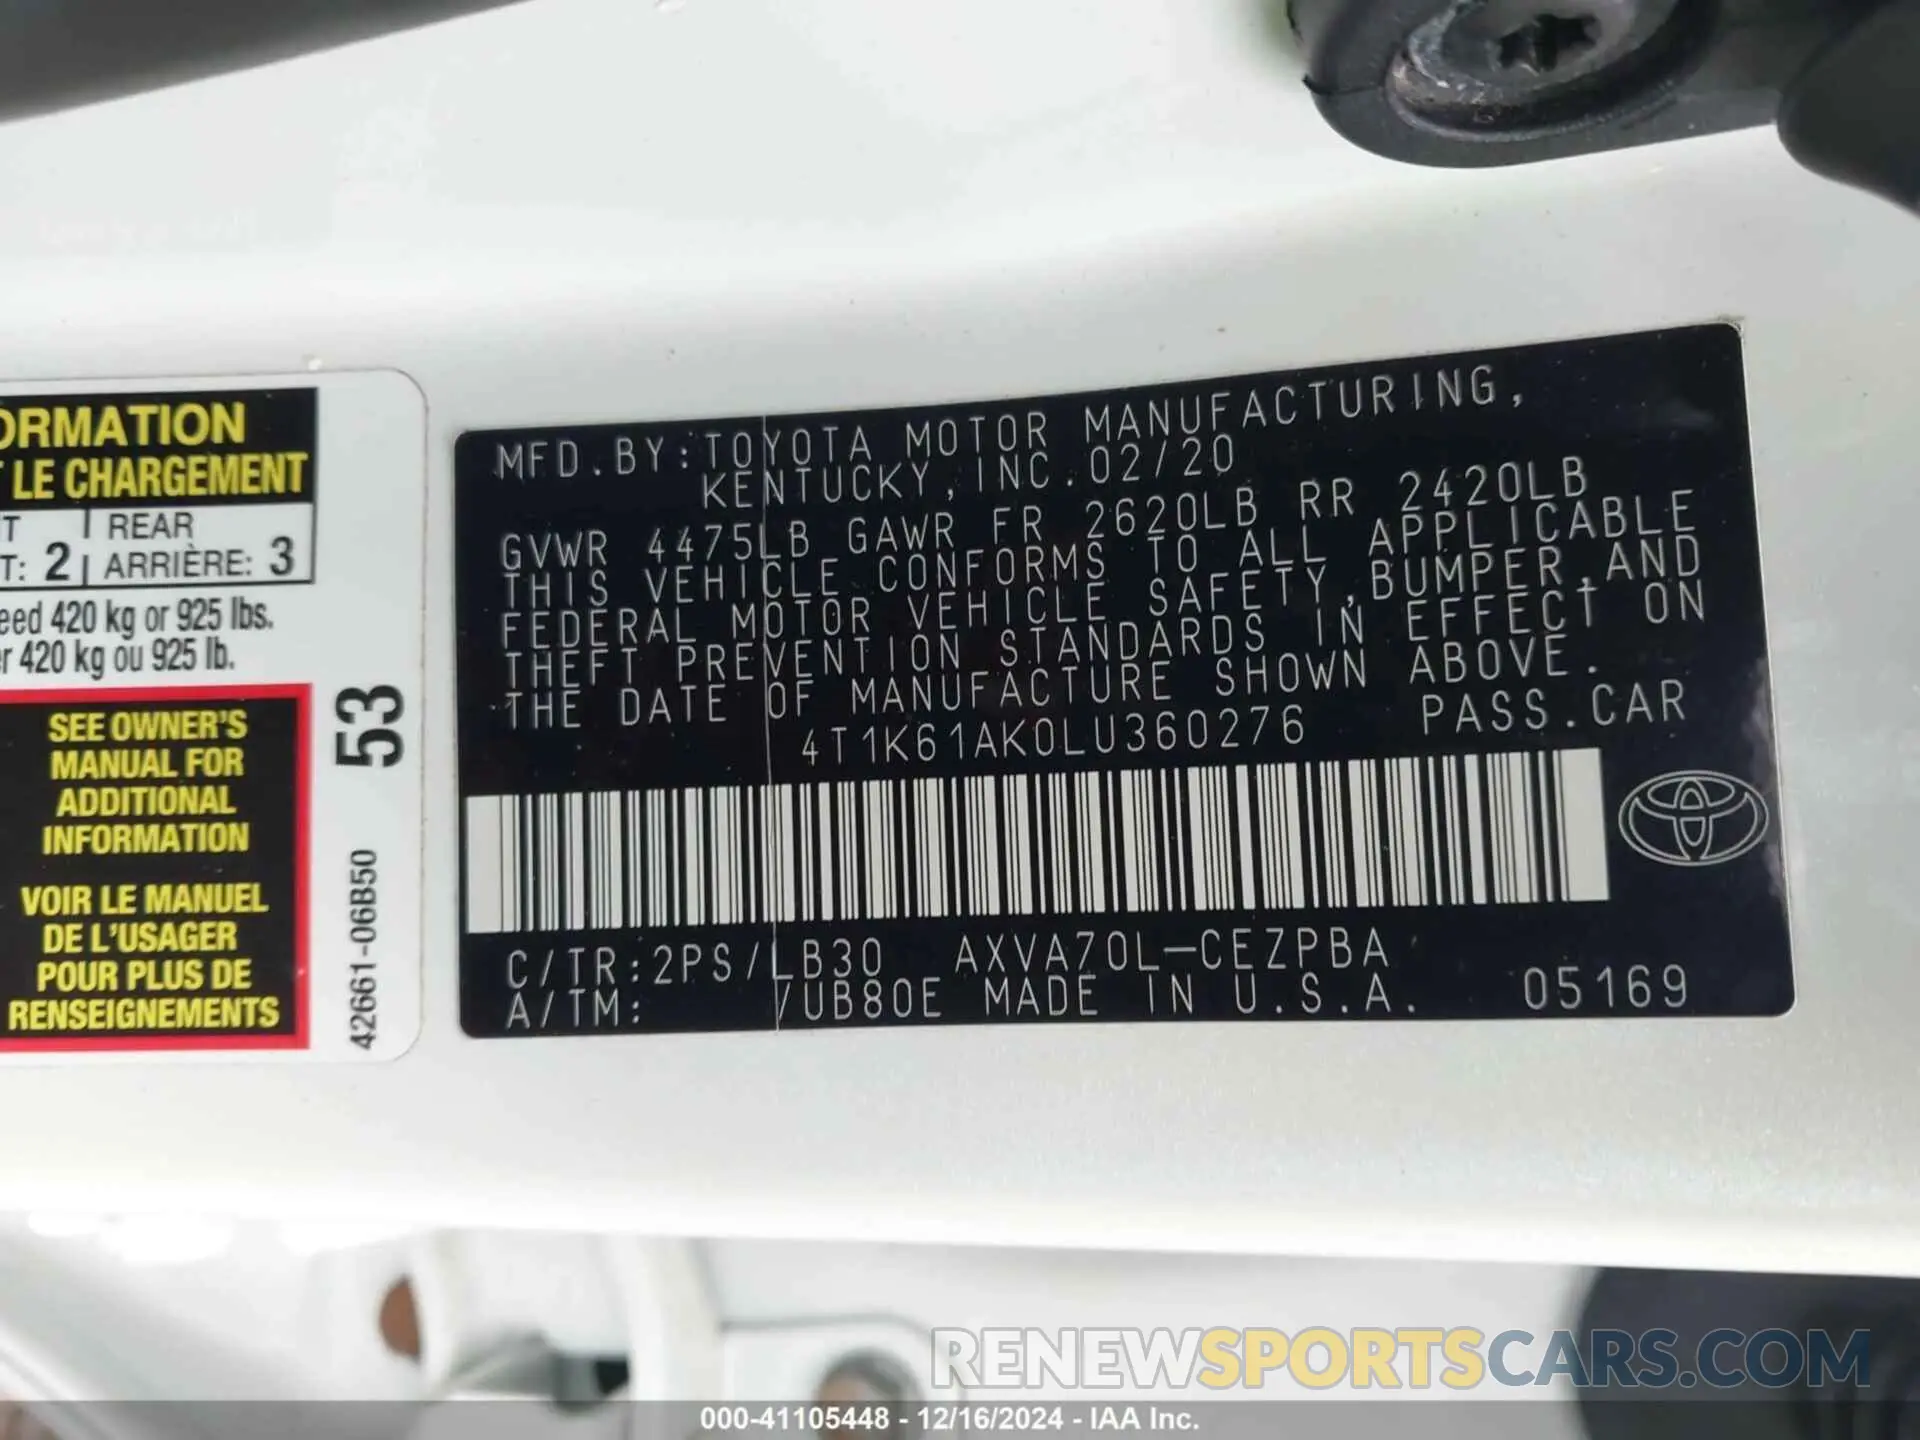 ORMATION
T LE CHARGEMENT
T REAR
T: 2 ARRIÈRE: 3
eed 420 kg or 925 lbs.
r 420 kg ou 925 lb.
SEE OWNER'S
MANUAL FOR
ADDITIONAL
INFORMATION
VOIR LE MANUEL
DE L'USAGER
POUR PLUS DE
RENSEIGNEMENTS
53
42661-06B50
MFD.BY:TOYOTA MOTOR MANUFACTURING,
KENTUCKY,INC.02/20
GVWR 4475LB GAWR FR 2620LB RR 2420LB
THIS VEHICLE CONFORMS TO ALL APPLICABLE
FEDERAL MOTOR VEHICLE SAFETY,BUMPER,AND
THEFT PREVENTION STANDARDS IN EFFECT ON
THE DATE OF MANUFACTURE SHOWN ABOVE.
4T1K61AK0LU360276 PASS.CAR
C/TR:2PS/LB30 AXVA70L-CEZPBA
A/TM: /UB80E MADE IN U.S.A. 05169
RENEWSPORTSCARS.COM
000-41105448 - 12/16/2024 - IAA Inc.